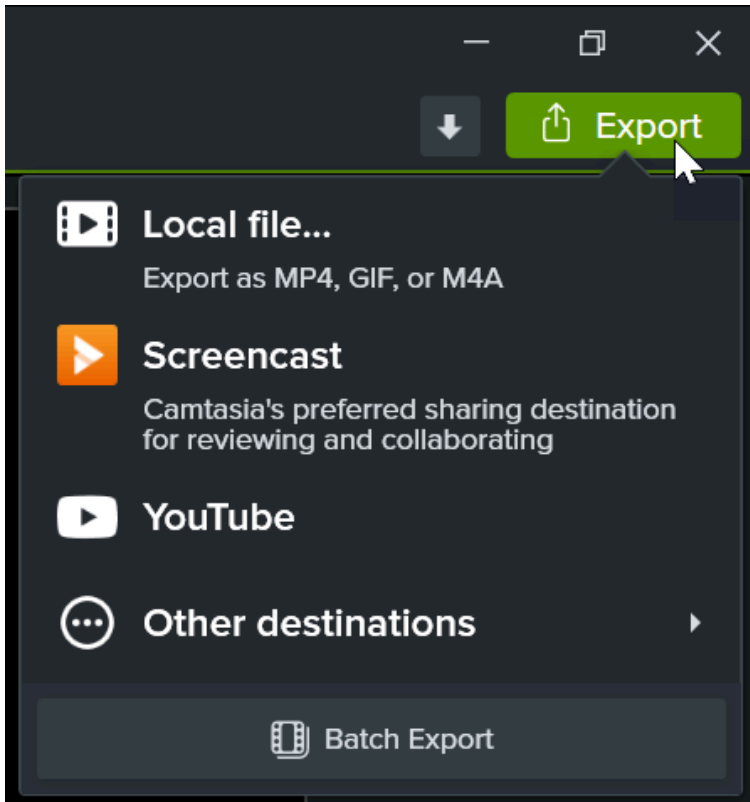 Export
Local file...
Export as MP4, GIF, or M4A
Screencast
Camtasia's preferred sharing destination
for reviewing and collaborating
YouTube
Other destinations
Batch Export